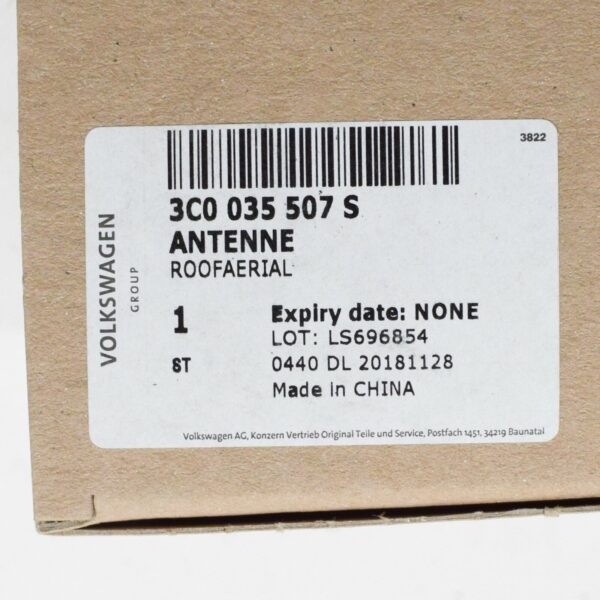 3822
3C0 035 507 S
ANTENNE
ROOFAERIAL
VOLKSWAGEN
GROUP
1
ST
Expiry date: NONE
LOT: LS696854
0440 DL 20181128
Made in CHINA
Volkswagen AG, Konzern Vertrieb Original Teile und Service, Postfach 1451, 34219 Baunatal